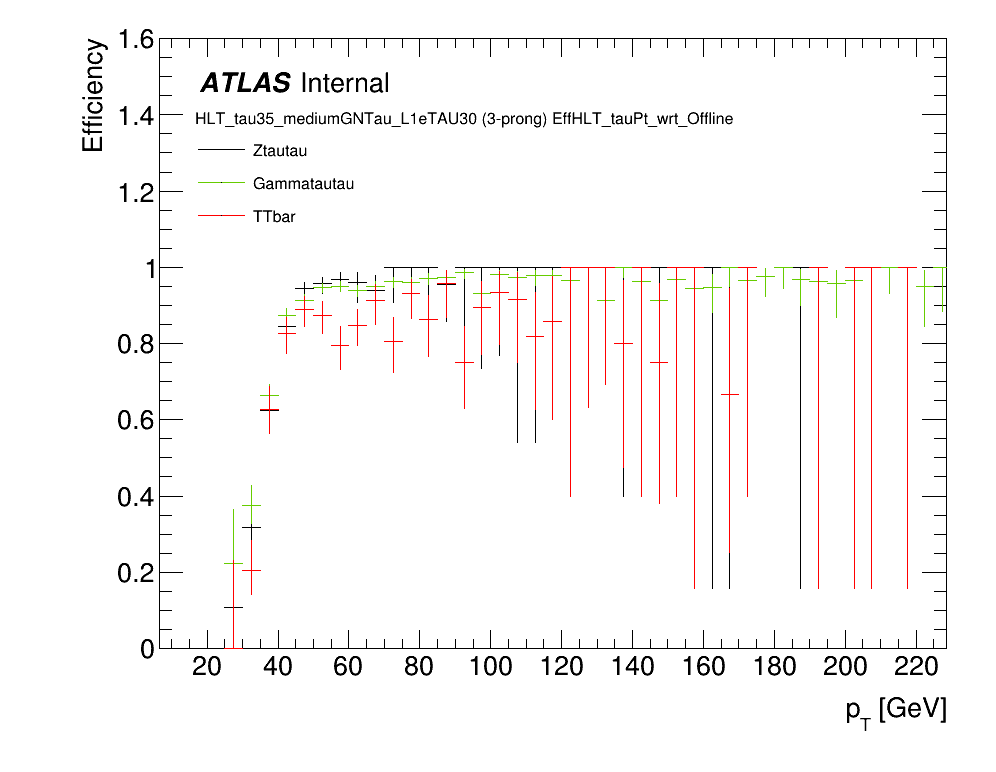 1.6
Efficiency
ATLAS Internal
1.4
HLT_tau35_mediumGNTau_L1eTAU30 (3-prong) EffHLT_tauPt_wrt_Offline
Ztautau
Gammatautau
1.2
TTbar
1
0.8
0.6
0.4
0.2
0
20 40 60 80 100 120 140 160 180 200 220
p_T [GeV]